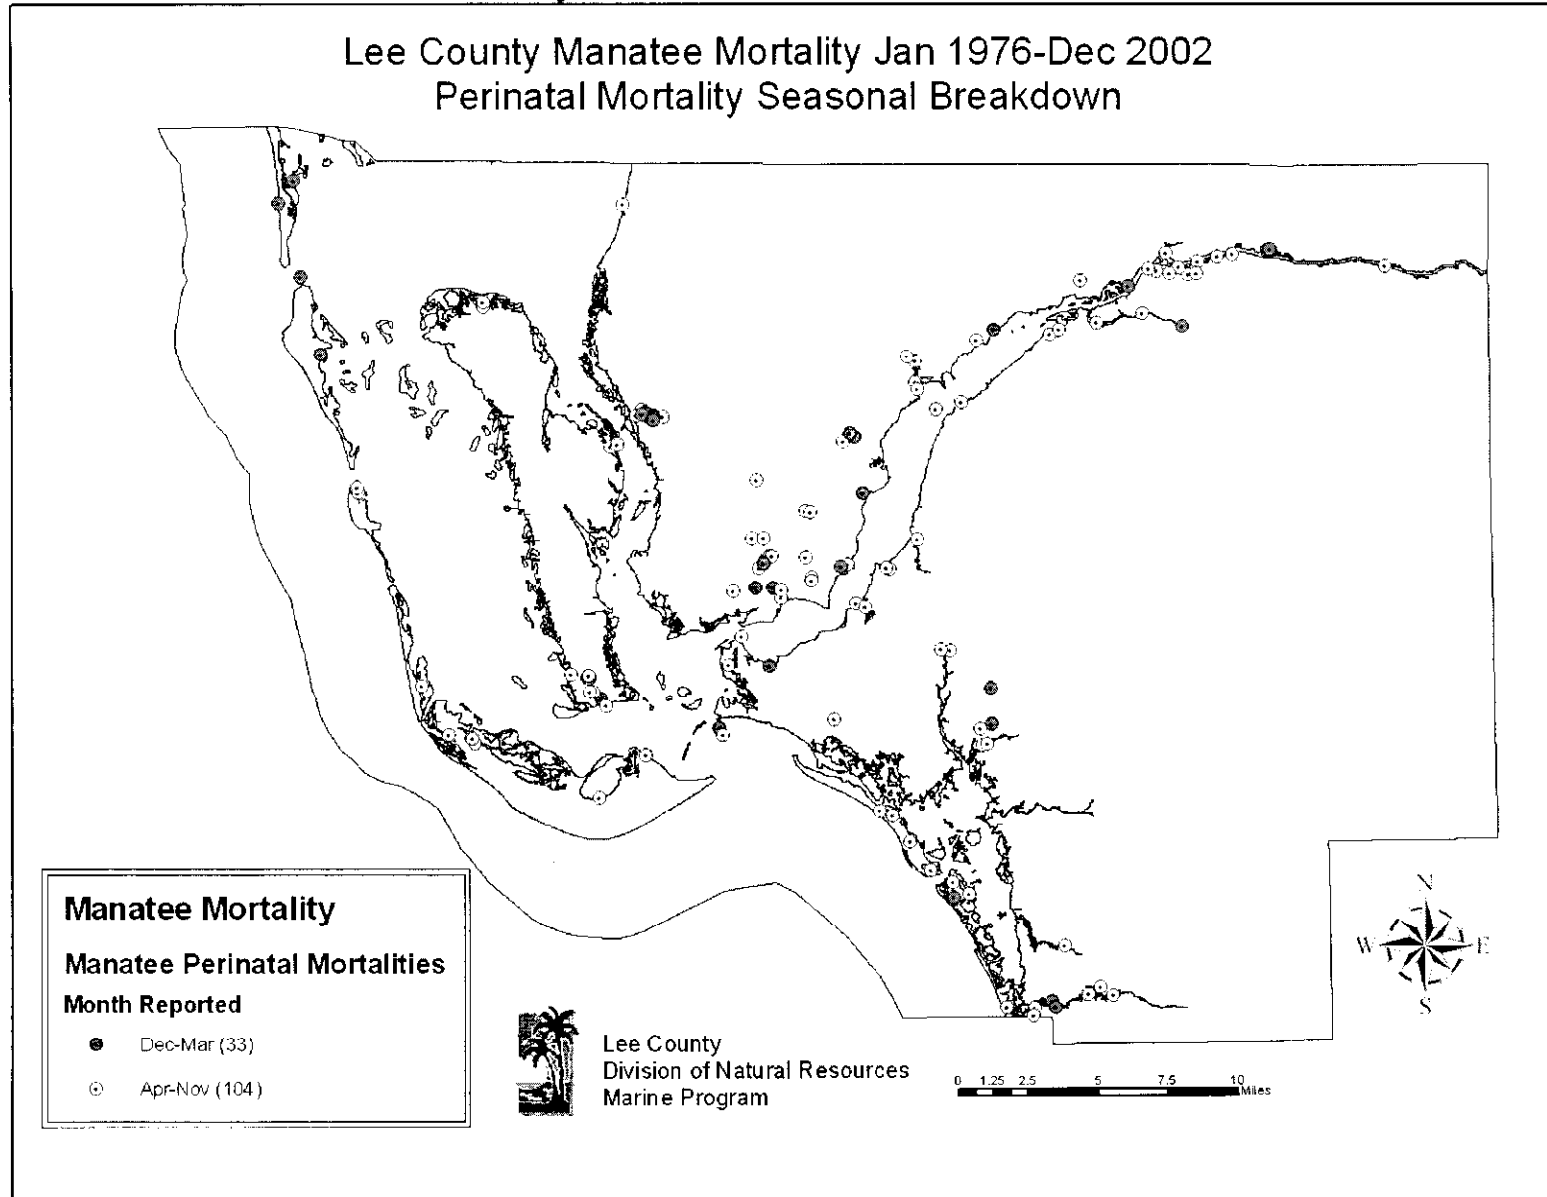 Lee County Manatee Mortality Jan 1976-Dec 2002
Perinatal Mortality Seasonal Breakdown
Manatee Mortality
Manatee Perinatal Mortalities
Month Reported
Dec-Mar (33)
Apr-Nov (104)
Lee County
Division of Natural Resources
Marine Program
0 1.25 2.5 5 7.5 10
Miles
N
W E
S